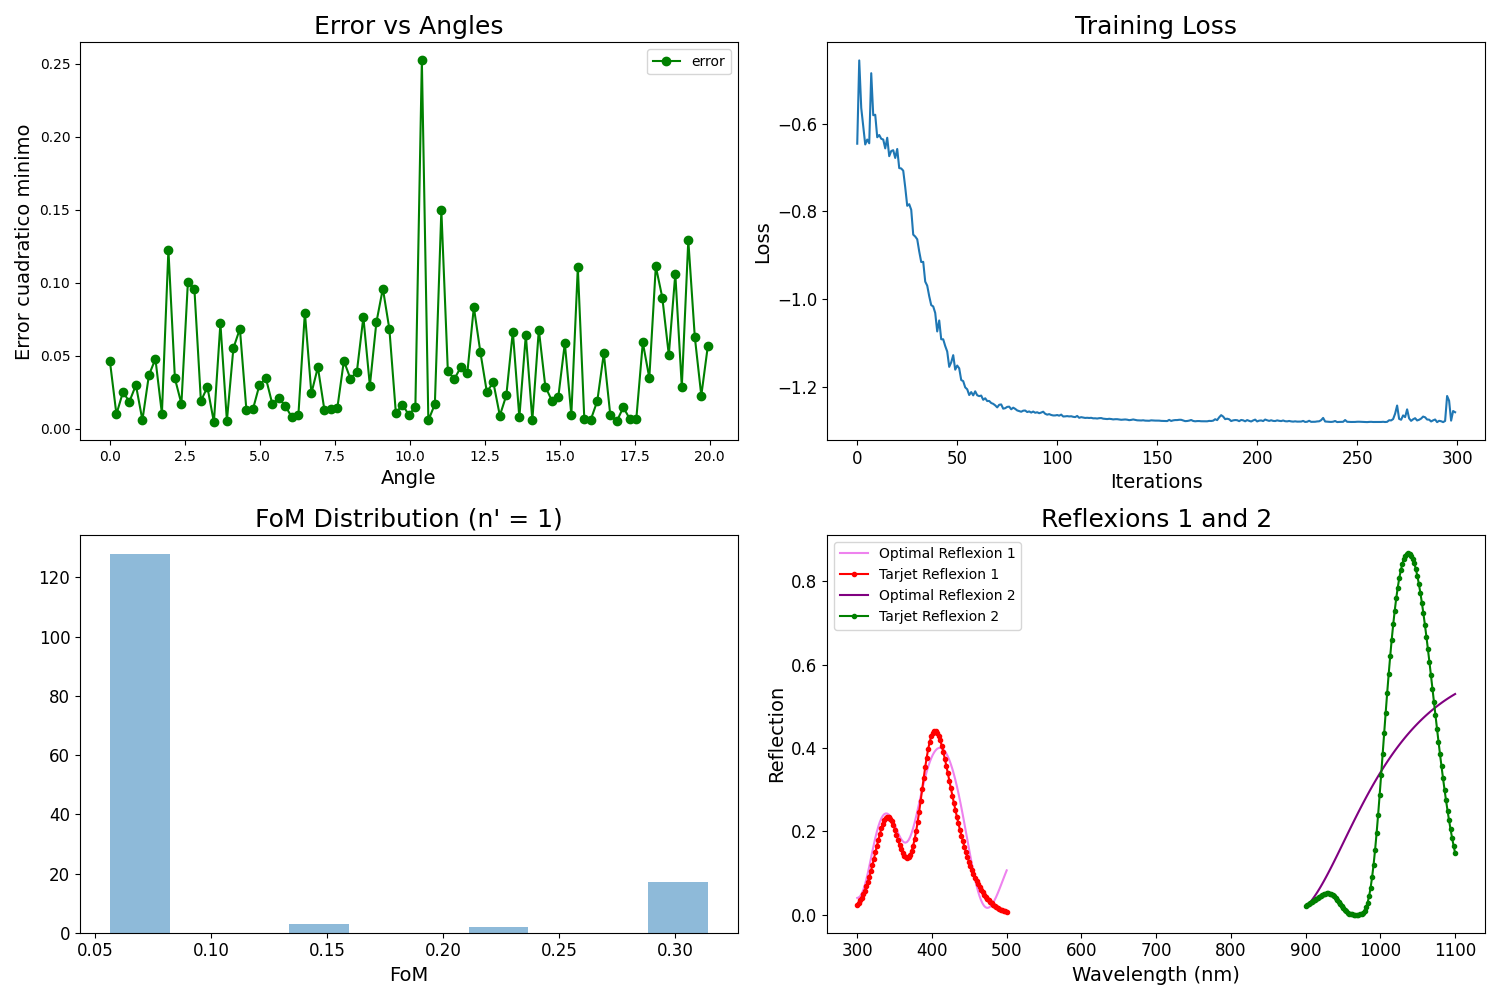 Error vs Angles
error
0.25
0.20
0.15
0.10
0.05
0.00
Error cuadratico minimo
0.0 2.5 5.0 7.5 10.0 12.5 15.0 17.5 20.0
Angle
Training Loss
−0.6
−0.8
−1.0
−1.2
Loss
0 50 100 150 200 250 300
Iterations
FoM Distribution (n' = 1)
120
100
80
60
40
20
0
0.05 0.10 0.15 0.20 0.25 0.30
FoM
Reflexions 1 and 2
Optimal Reflexion 1
Tarjet Reflexion 1
Optimal Reflexion 2
Tarjet Reflexion 2
0.8
0.6
0.4
0.2
0.0
Reflection
300 400 500 600 700 800 900 1000 1100
Wavelength (nm)